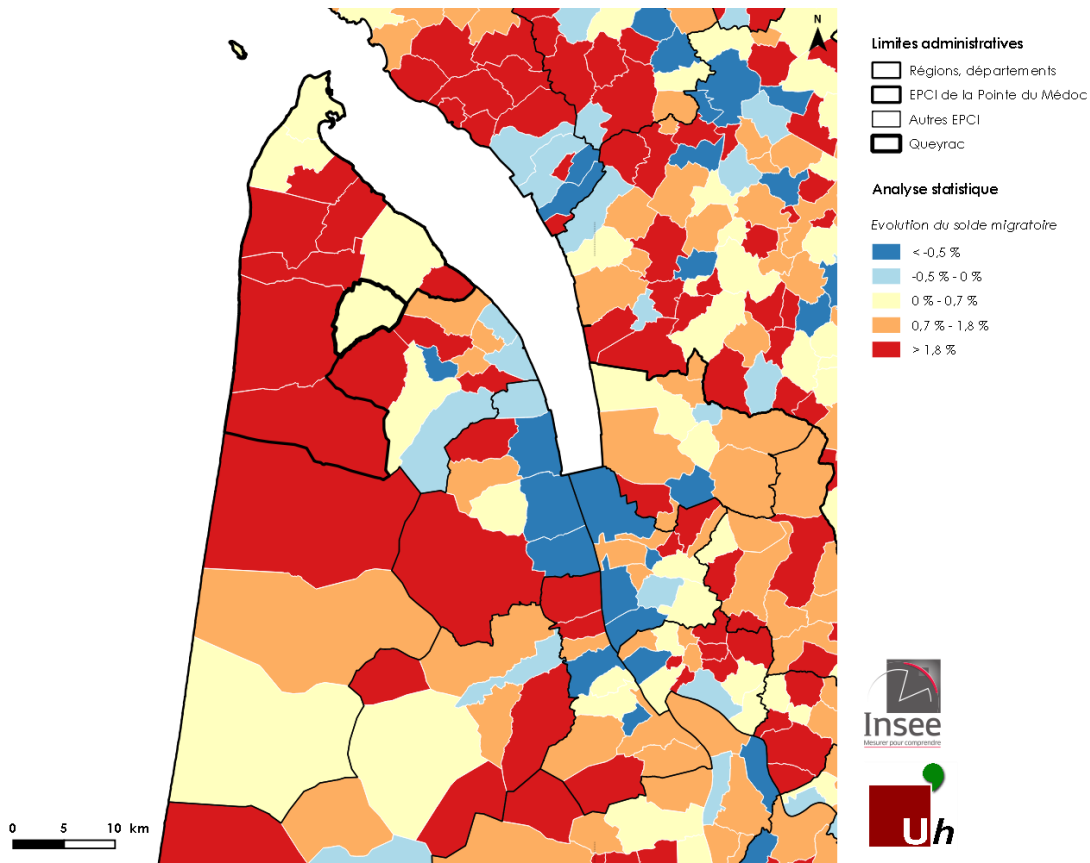 N
Limites administratives
Régions, départements
EPCI de la Pointe du Médoc
Autres EPCI
Queyrac
Analyse statistique
Evolution du solde migratoire
< -0,5 %
-0,5 % - 0 %
0 % - 0,7 %
0,7 % - 1,8 %
> 1,8 %
Insee
Mesurer pour comprendre
Uh
0 5 10 km